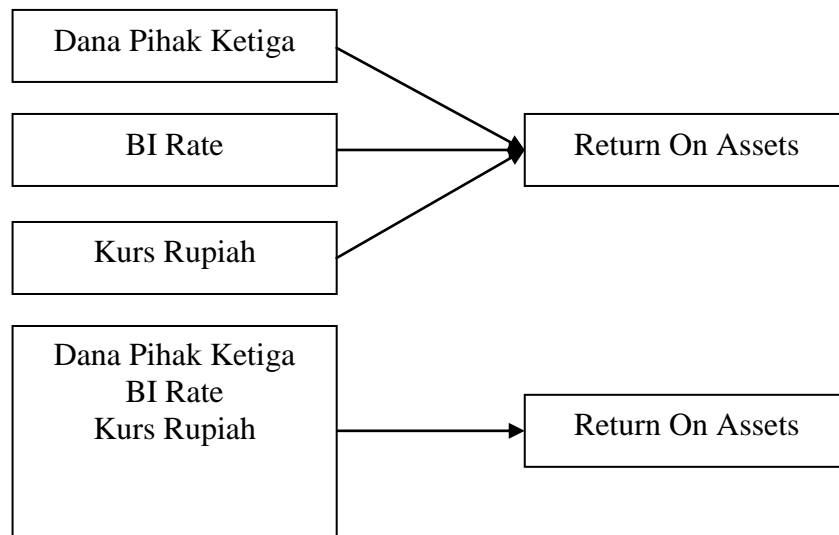 Dana Pihak Ketiga
BI Rate
Return On Assets
Kurs Rupiah
Dana Pihak Ketiga
BI Rate
Kurs Rupiah
Return On Assets